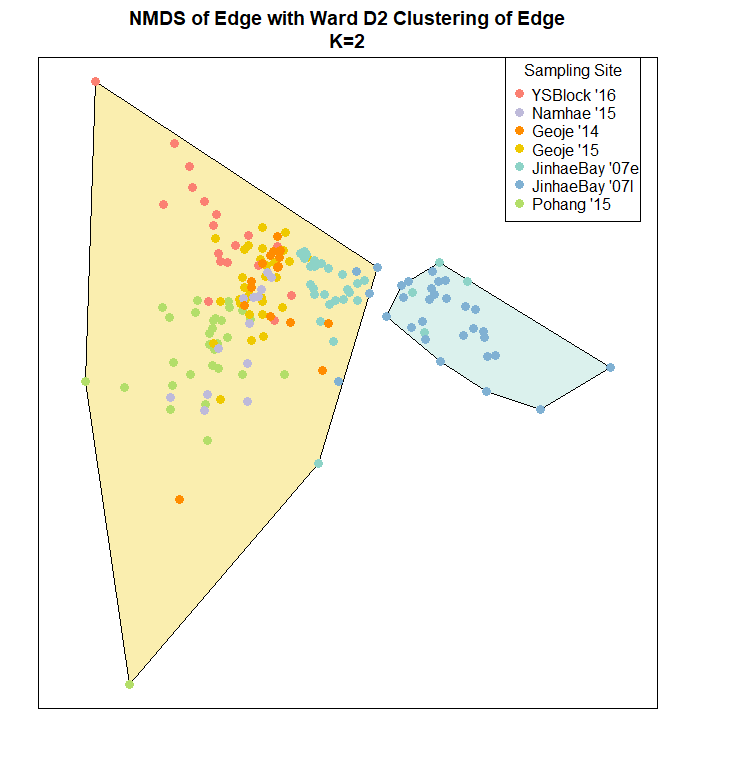 NMDS of Edge with Ward D2 Clustering of Edge
K=2
Sampling Site
YSBlock '16
Namhae '15
Geoje '14
Geoje '15
JinhaeBay '07e
JinhaeBay '07l
Pohang '15